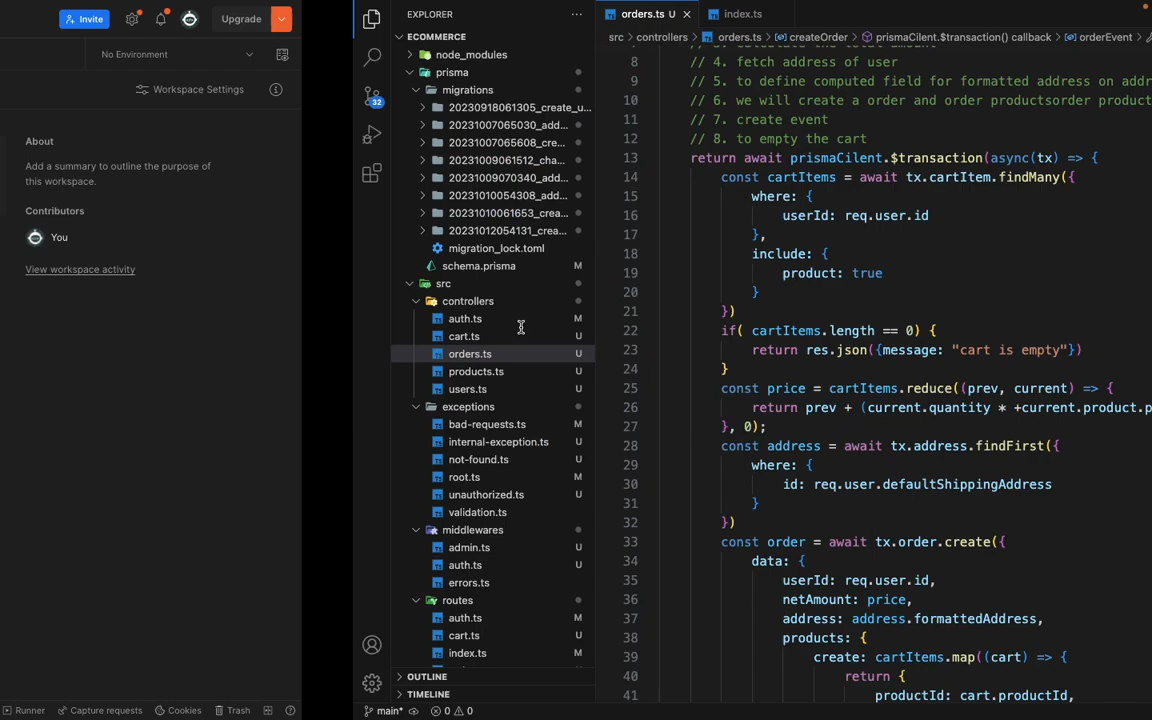 Invite
Upgrade
No Environment
Workspace Settings
About
Add a summary to outline the purpose of
this workspace.
Contributors
You
View workspace activity
Runner
Capture requests
Cookies
Trash
32
EXPLORER
ECOMMERCE
node_modules
prisma
migrations
20230918061305_create_u...
20231007065030_add...
20231007065608_cre...
20231009061512_cha...
20231009070340_add...
20231010054308_add...
20231010061653_crea...
20231012054131_crea...
migration_lock.toml
schema.prisma M
src
controllers
auth.ts M
cart.ts U
orders.ts U
products.ts U
users.ts U
exceptions
bad-requests.ts M
internal-exception.ts U
not-found.ts U
root.ts M
unauthorized.ts U
validation.ts
middlewares
admin.ts U
auth.ts U
errors.ts
routes
auth.ts M
cart.ts U
index.ts M
OUTLINE
TIMELINE
main*
0 0
orders.ts U
index.ts
src > controllers > orders.ts > createOrder > prismaCilent.$transaction() callback > orderEvent >
8 // 4. fetch address of user
9 // 5. to define computed field for formatted address on addr
10 // 6. we will create a order and order productsorder product
11 // 7. create event
12 // 8. to empty the cart
13 return await prismaCilent.$transaction(async(tx) => {
14 const cartItems = await tx.cartItem.findMany({
15 where: {
16 userId: req.user.id
17 },
18 include: {
19 product: true
20 }
21 })
22 if( cartItems.length == 0) {
23 return res.json({message: "cart is empty"})
24 }
25 const price = cartItems.reduce((prev, current) => {
26 return prev + (current.quantity * +current.product.p
27 }, 0);
28 const address = await tx.address.findFirst({
29 where: {
30 id: req.user.defaultShippingAddress
31 }
32 })
33 const order = await tx.order.create({
34 data: {
35 userId: req.user.id,
36 netAmount: price,
37 address: address.formattedAddress,
38 products: {
39 create: cartItems.map((cart) => {
40 return {
41 productId: cart.productId,